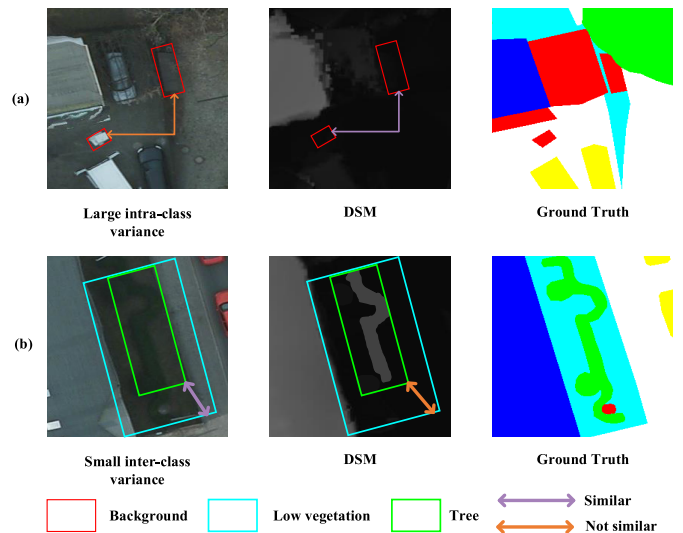 (a)
Large intra-class
variance
DSM
Ground Truth
(b)
Small inter-class
variance
DSM
Ground Truth
Background
Low vegetation
Tree
Similar
Not similar